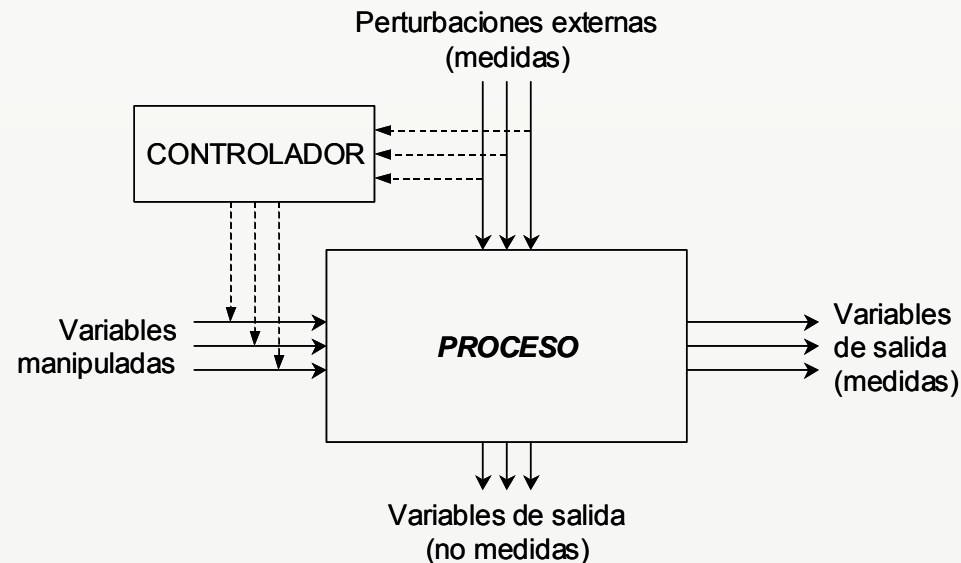 Perturbaciones externas
(medidas)
CONTROLADOR
Variables
manipuladas
PROCESO
Variables
de salida
(medidas)
Variables de salida
(no medidas)